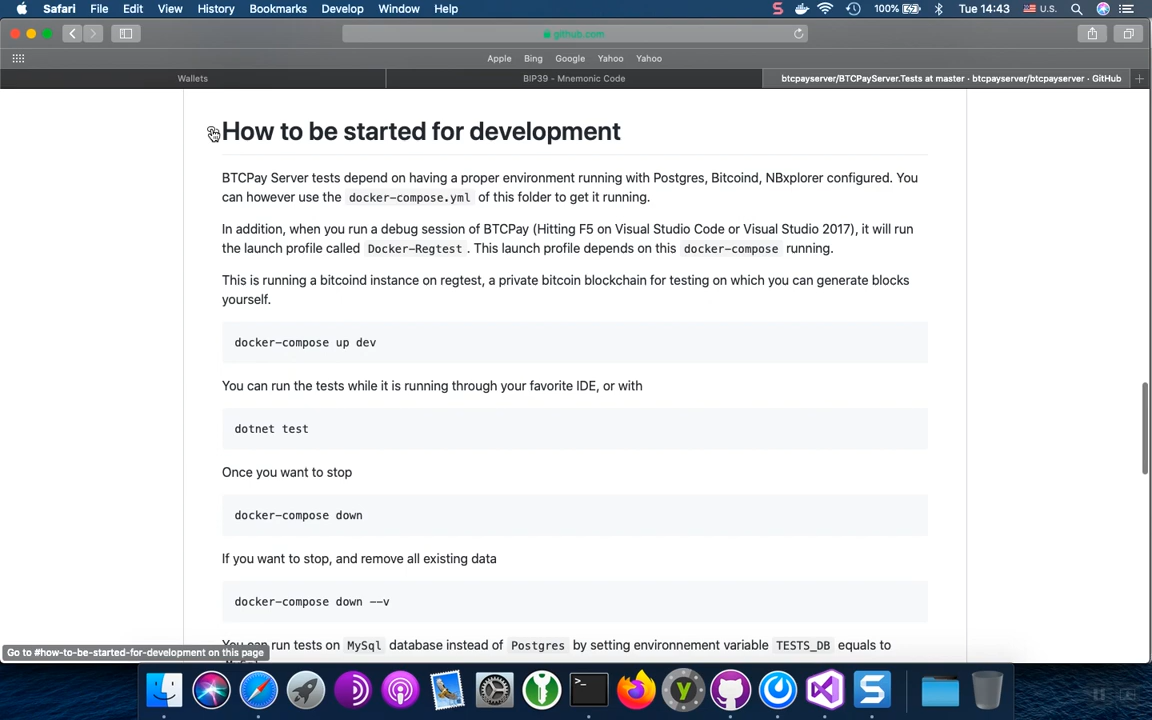 Safari File Edit View History Bookmarks Develop Window Help 100% Tue 14:43 U.S.
github.com
Apple Bing Google Yahoo Yahoo
Wallets BIP39 - Mnemonic Code btcpayserver/BTCPayServer.Tests at master · btcpayserver/btcpayserver · GitHub
How to be started for development
BTCPay Server tests depend on having a proper environment running with Postgres, Bitcoind, NBxplorer configured. You
can however use the docker-compose.yml of this folder to get it running.
In addition, when you run a debug session of BTCPay (Hitting F5 on Visual Studio Code or Visual Studio 2017), it will run
the launch profile called Docker-Regtest . This launch profile depends on this docker-compose running.
This is running a bitcoind instance on regtest, a private bitcoin blockchain for testing on which you can generate blocks
yourself.
docker-compose up dev
You can run the tests while it is running through your favorite IDE, or with
dotnet test
Once you want to stop
docker-compose down
If you want to stop, and remove all existing data
docker-compose down --v
You can run tests on MySql database instead of Postgres by setting environnement variable TESTS_DB equals to
Go to #how-to-be-started-for-development on this page